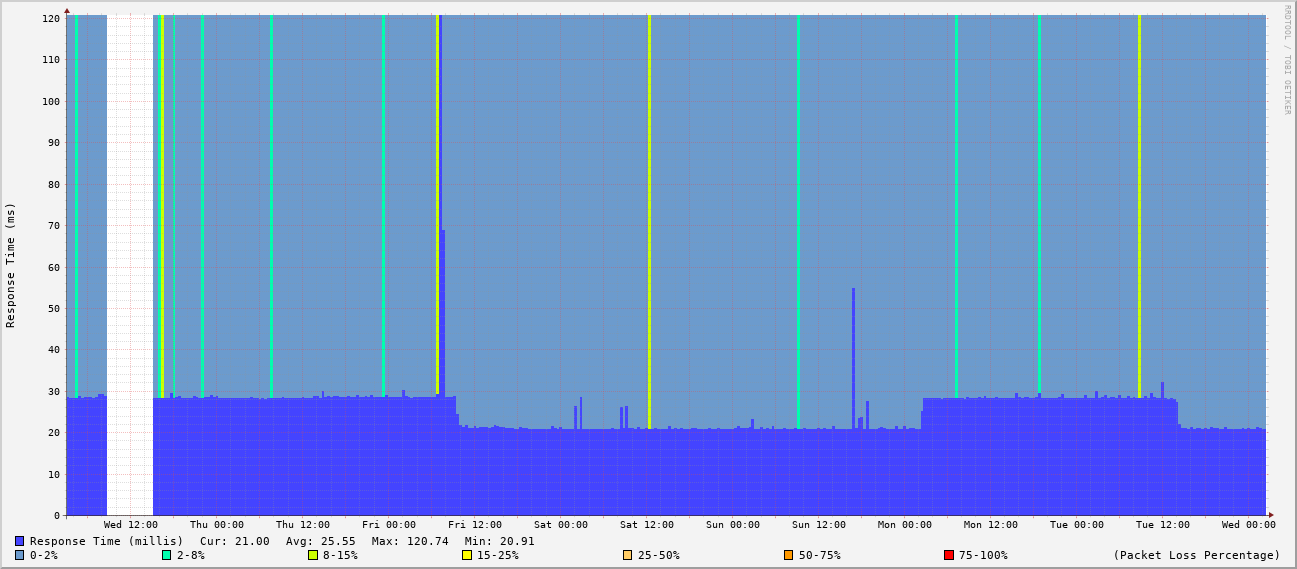 RRDTOOL / TOBI OETIKER
Response Time (ms)
120
110
100
90
80
70
60
50
40
30
20
10
0
Wed 12:00 Thu 00:00 Thu 12:00 Fri 00:00 Fri 12:00 Sat 00:00 Sat 12:00 Sun 00:00 Sun 12:00 Mon 00:00 Mon 12:00 Tue 00:00 Tue 12:00 Wed 00:00
Response Time (millis) Cur: 21.00 Avg: 25.55 Max: 120.74 Min: 20.91
0-2% 2-8% 8-15% 15-25% 25-50% 50-75% 75-100% (Packet Loss Percentage)